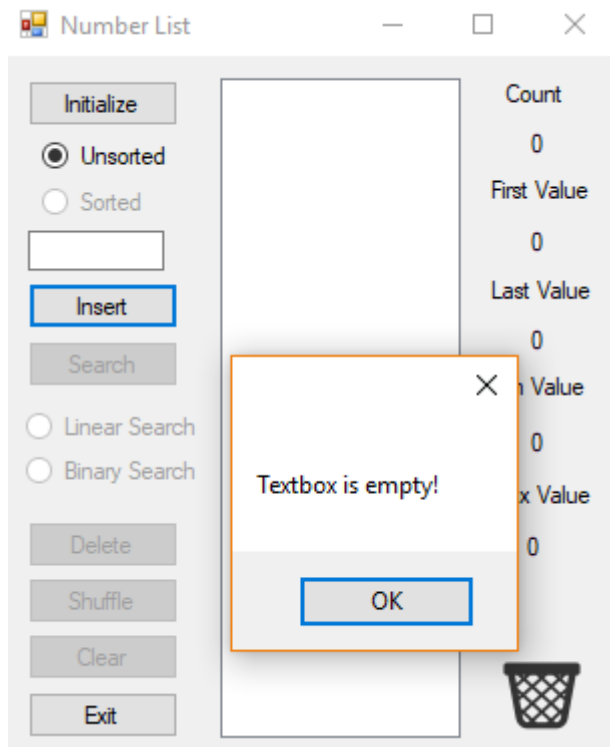 Number List
Initialize
Unsorted
Sorted
Insert
Search
Linear Search
Binary Search
Delete
Shuffle
Clear
Exit
Count
0
First Value
0
Last Value
0
Value
0
x Value
0
Textbox is empty!
OK